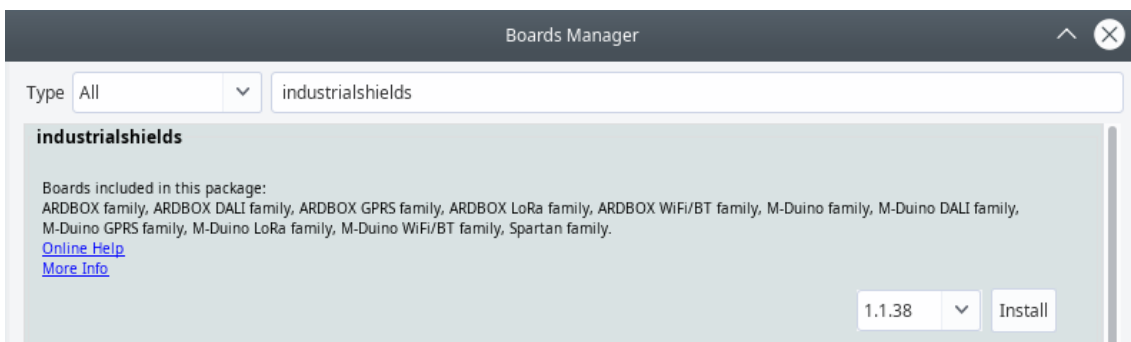 Boards Manager
Type All industrialshields
industrialshields
Boards included in this package:
ARDBOX family, ARDBOX DALI family, ARDBOX GPRS family, ARDBOX LoRa family, ARDBOX WiFi/BT family, M-Duino family, M-Duino DALI family,
M-Duino GPRS family, M-Duino LoRa family, M-Duino WiFi/BT family, Spartan family.
Online Help
More Info
1.1.38 Install